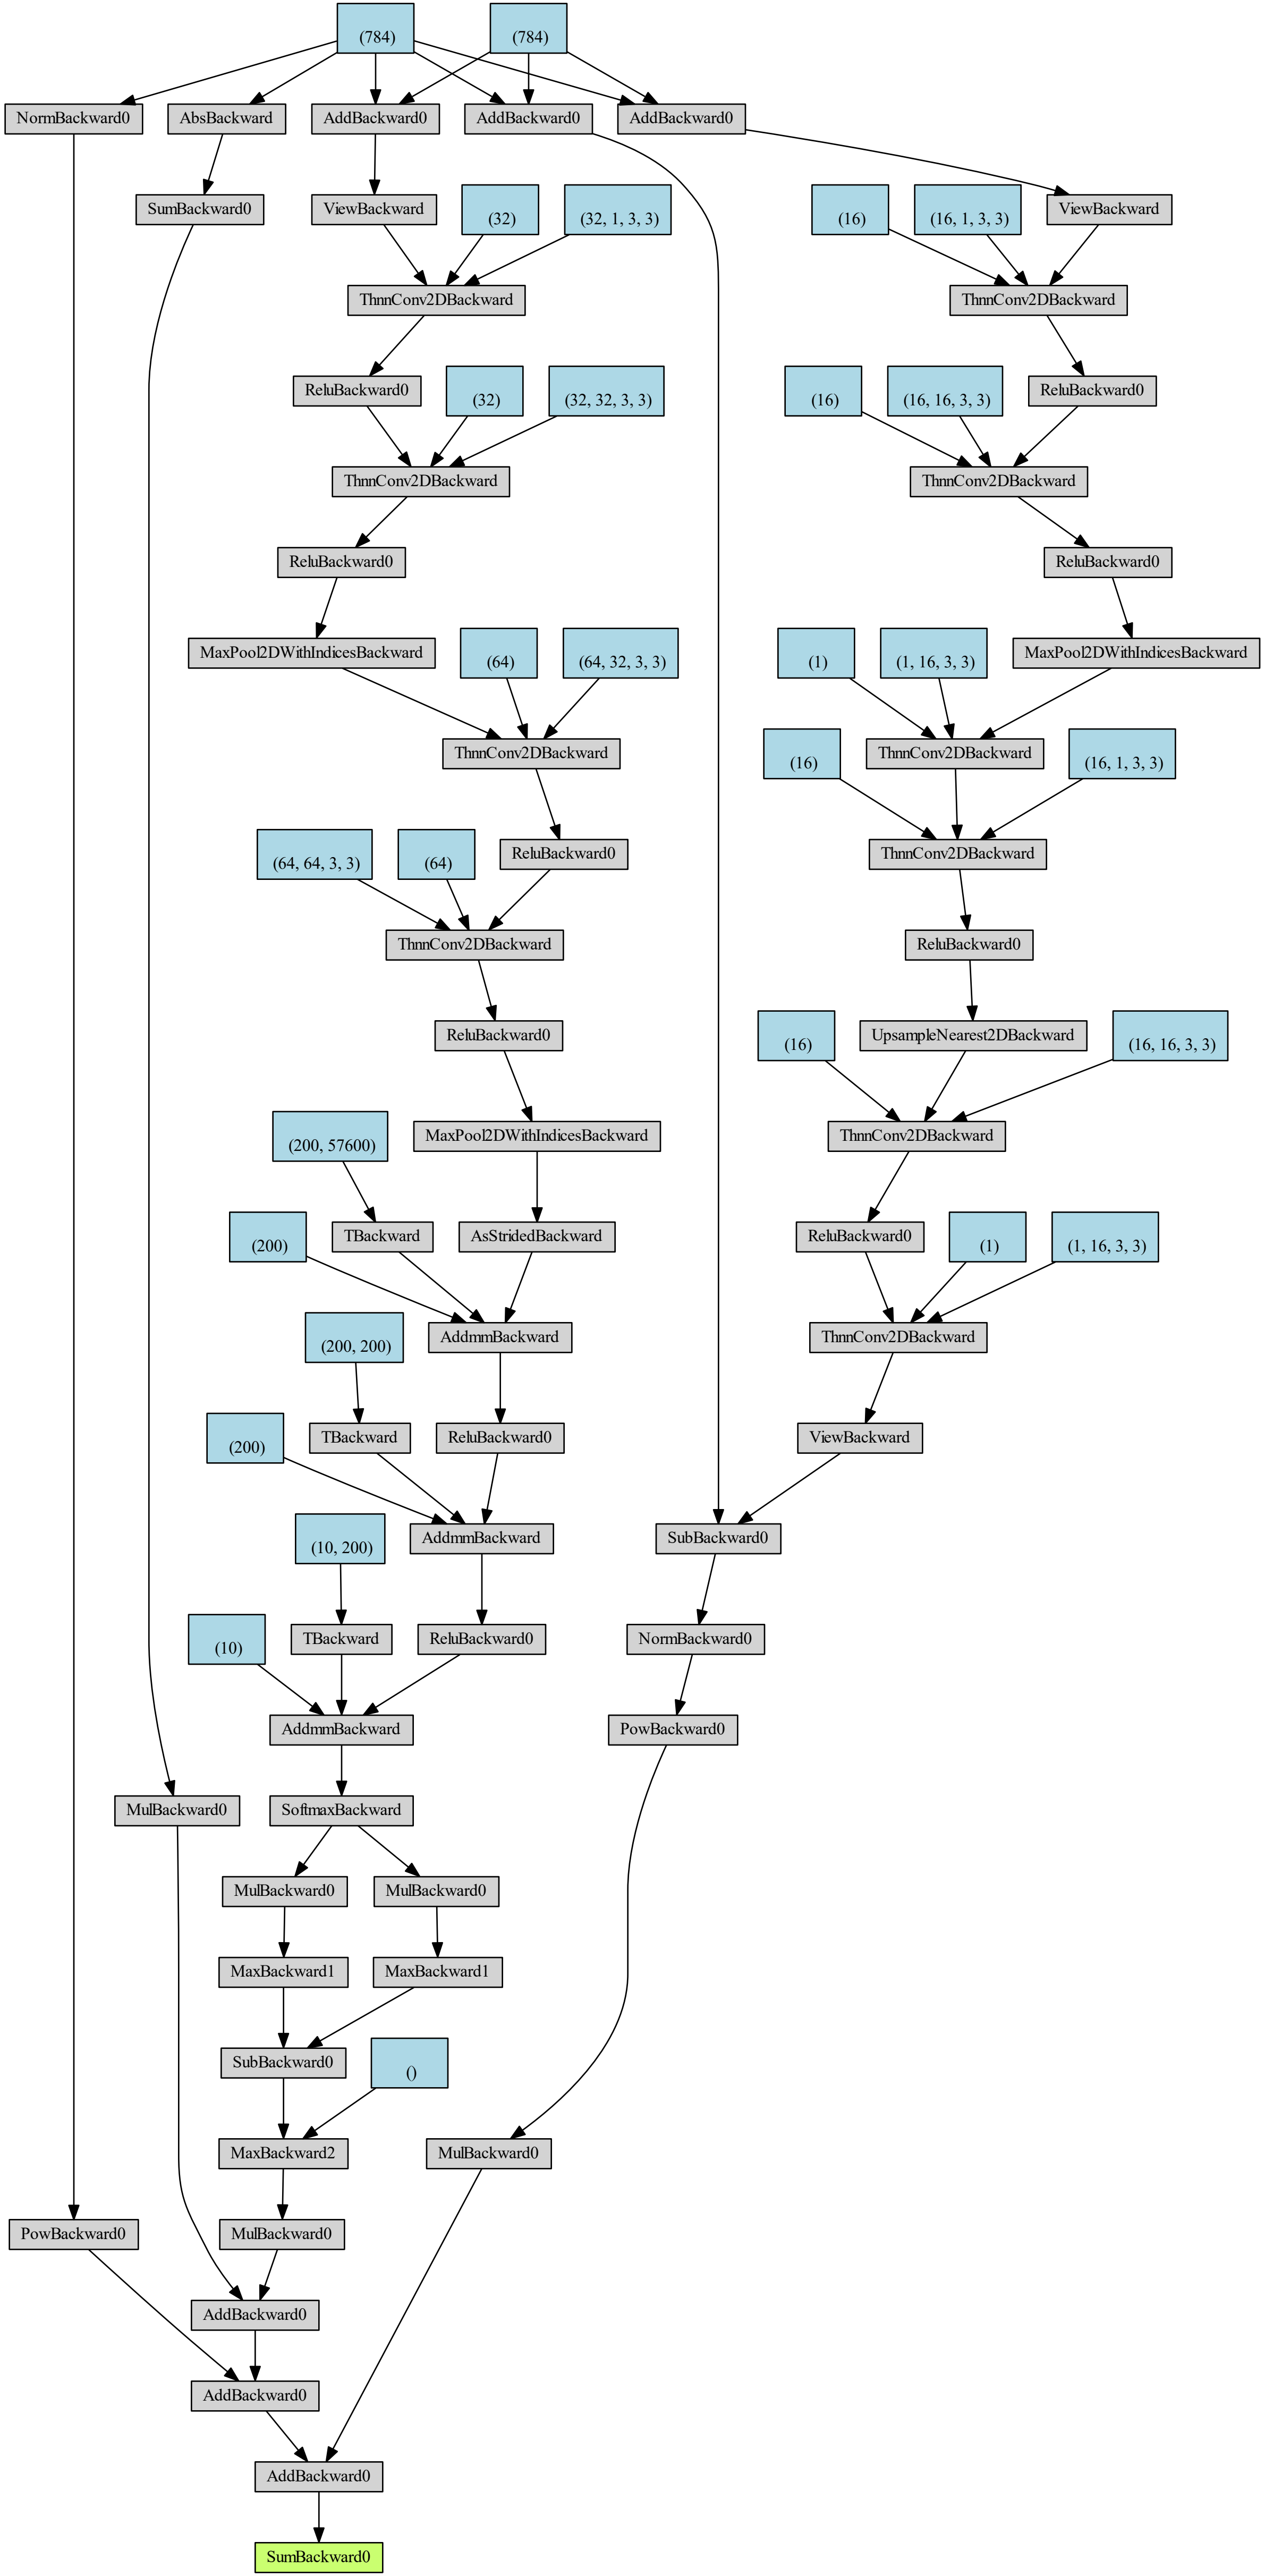 (784)
(784)
NormBackward0
AbsBackward
AddBackward0
AddBackward0
AddBackward0
SumBackward0
ViewBackward
(32)
(32, 1, 3, 3)
(16)
(16, 1, 3, 3)
ViewBackward
ThnnConv2DBackward
ThnnConv2DBackward
ReluBackward0
(32)
(32, 32, 3, 3)
(16)
(16, 16, 3, 3)
ReluBackward0
ThnnConv2DBackward
ThnnConv2DBackward
ReluBackward0
ReluBackward0
MaxPool2DWithIndicesBackward
(64)
(64, 32, 3, 3)
(1)
(1, 16, 3, 3)
MaxPool2DWithIndicesBackward
ThnnConv2DBackward
ThnnConv2DBackward
(16)
(16, 1, 3, 3)
(64, 64, 3, 3)
(64)
ReluBackward0
ThnnConv2DBackward
ThnnConv2DBackward
ReluBackward0
ReluBackward0
UpsampleNearest2DBackward
(16)
(16, 16, 3, 3)
(200, 57600)
MaxPool2DWithIndicesBackward
ThnnConv2DBackward
(200)
TBackward
AsStridedBackward
ReluBackward0
(1)
(1, 16, 3, 3)
AddmmBackward
ThnnConv2DBackward
(200, 200)
(200)
TBackward
ReluBackward0
ViewBackward
AddmmBackward
SubBackward0
(10, 200)
(10)
TBackward
ReluBackward0
NormBackward0
AddmmBackward
PowBackward0
MulBackward0
SoftmaxBackward
MulBackward0
MulBackward0
MaxBackward1
MaxBackward1
SubBackward0
()
MaxBackward2
MulBackward0
PowBackward0
MulBackward0
AddBackward0
AddBackward0
AddBackward0
SumBackward0